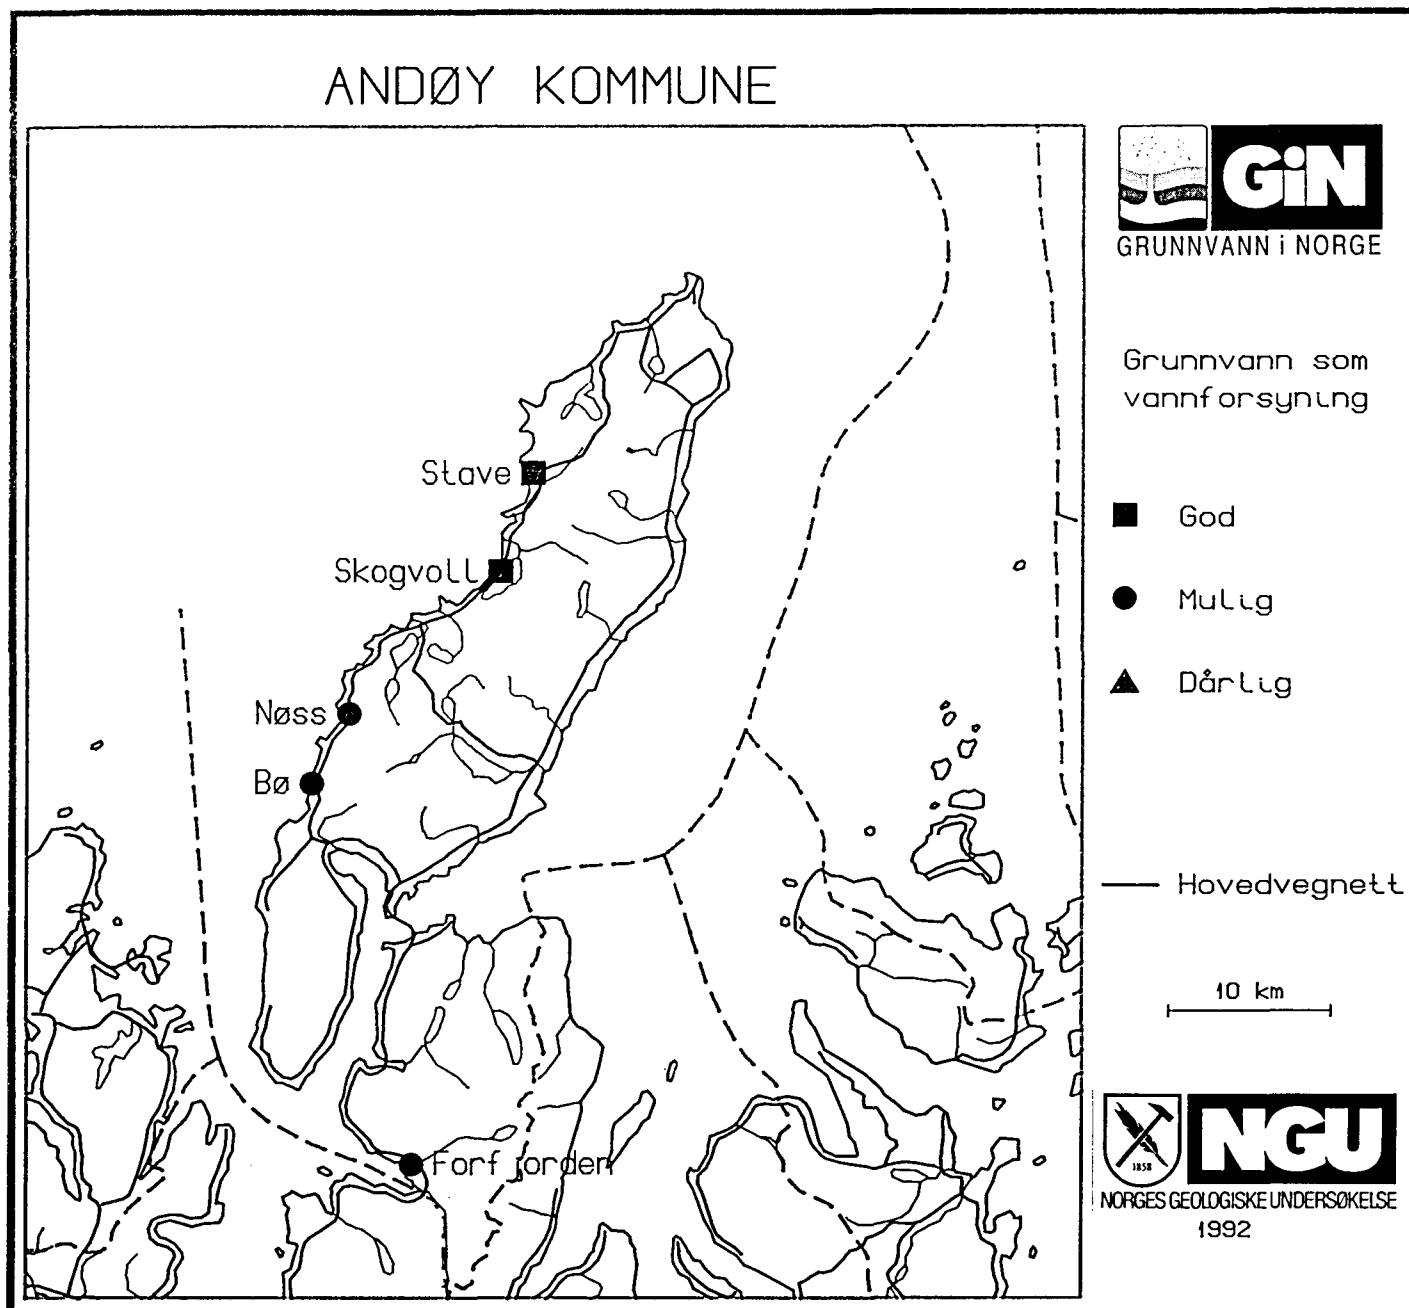 ANDØY KOMMUNE
GiN
GRUNNVANN i NORGE
Grunnvann som
vannforsyning
God
Mulig
Dårlig
Hovedvegnett
10 km
Stave
Skogvoll
Nøss
Bø
Forfjorden
1858
NGU
NORGES GEOLOGISKE UNDERSØKELSE
1992